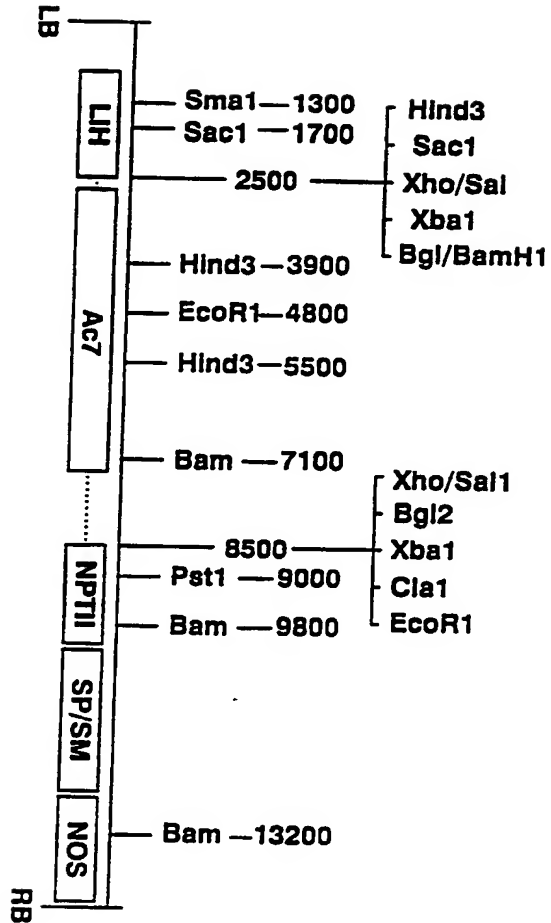 LB
LIH
Sma1—1300
Sac1—1700
2500
Hind3
Sac1
Xho/Sal
Xba1
Bgl/BamH1
Ac7
Hind3—3900
EcoR1—4800
Hind3—5500
Bam—7100
8500
Xho/Sal1
Bgl2
Xba1
Cla1
EcoR1
NPTII
Pst1—9000
Bam—9800
SP/SM
NOS
Bam—13200
RB